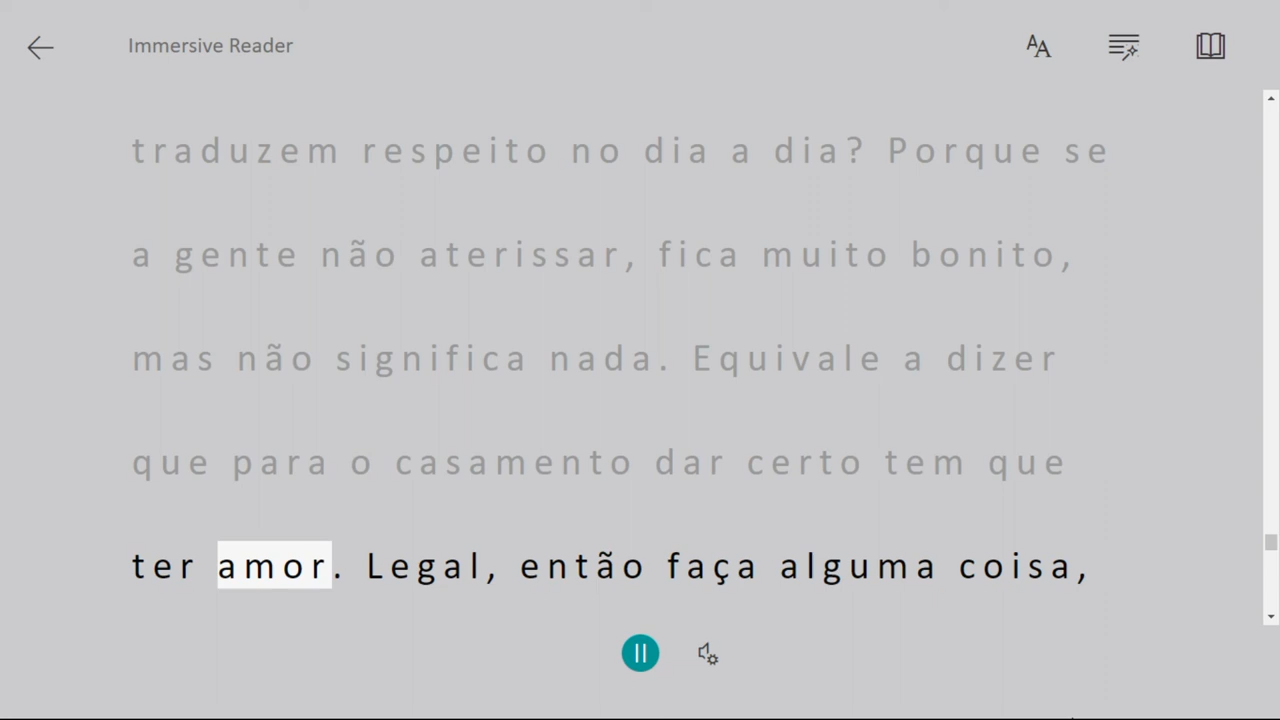 Immersive Reader
traduzem respeito no dia a dia? Porque se
a gente não aterissar, fica muito bonito,
mas não significa nada. Equivale a dizer
que para o casamento dar certo tem que
ter amor. Legal, então faça alguma coisa,